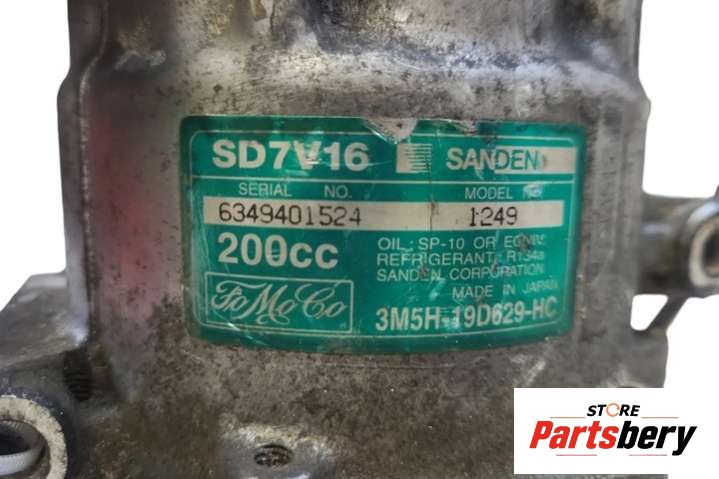 SD7V16 SANDEN
SERIAL NO. MODEL NO.
6349401524 1249
200cc
OIL: SP-10 OR EQUIV.
REFRIGERANT: R134a
SANDEN CORPORATION
MADE IN JAPAN
FoMoCo 3M5H-19D629-HC
STORE
Partsbery